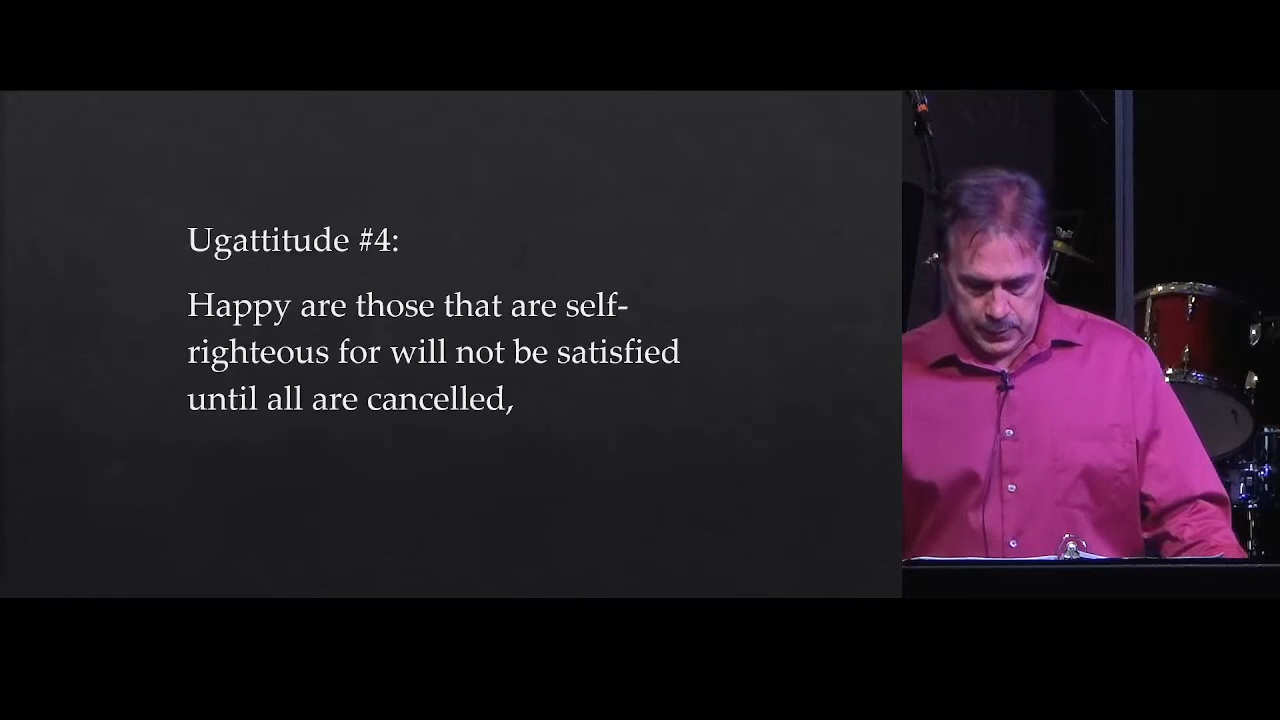 Ugattitude #4:
Happy are those that are self-
righteous for will not be satisfied
until all are cancelled,